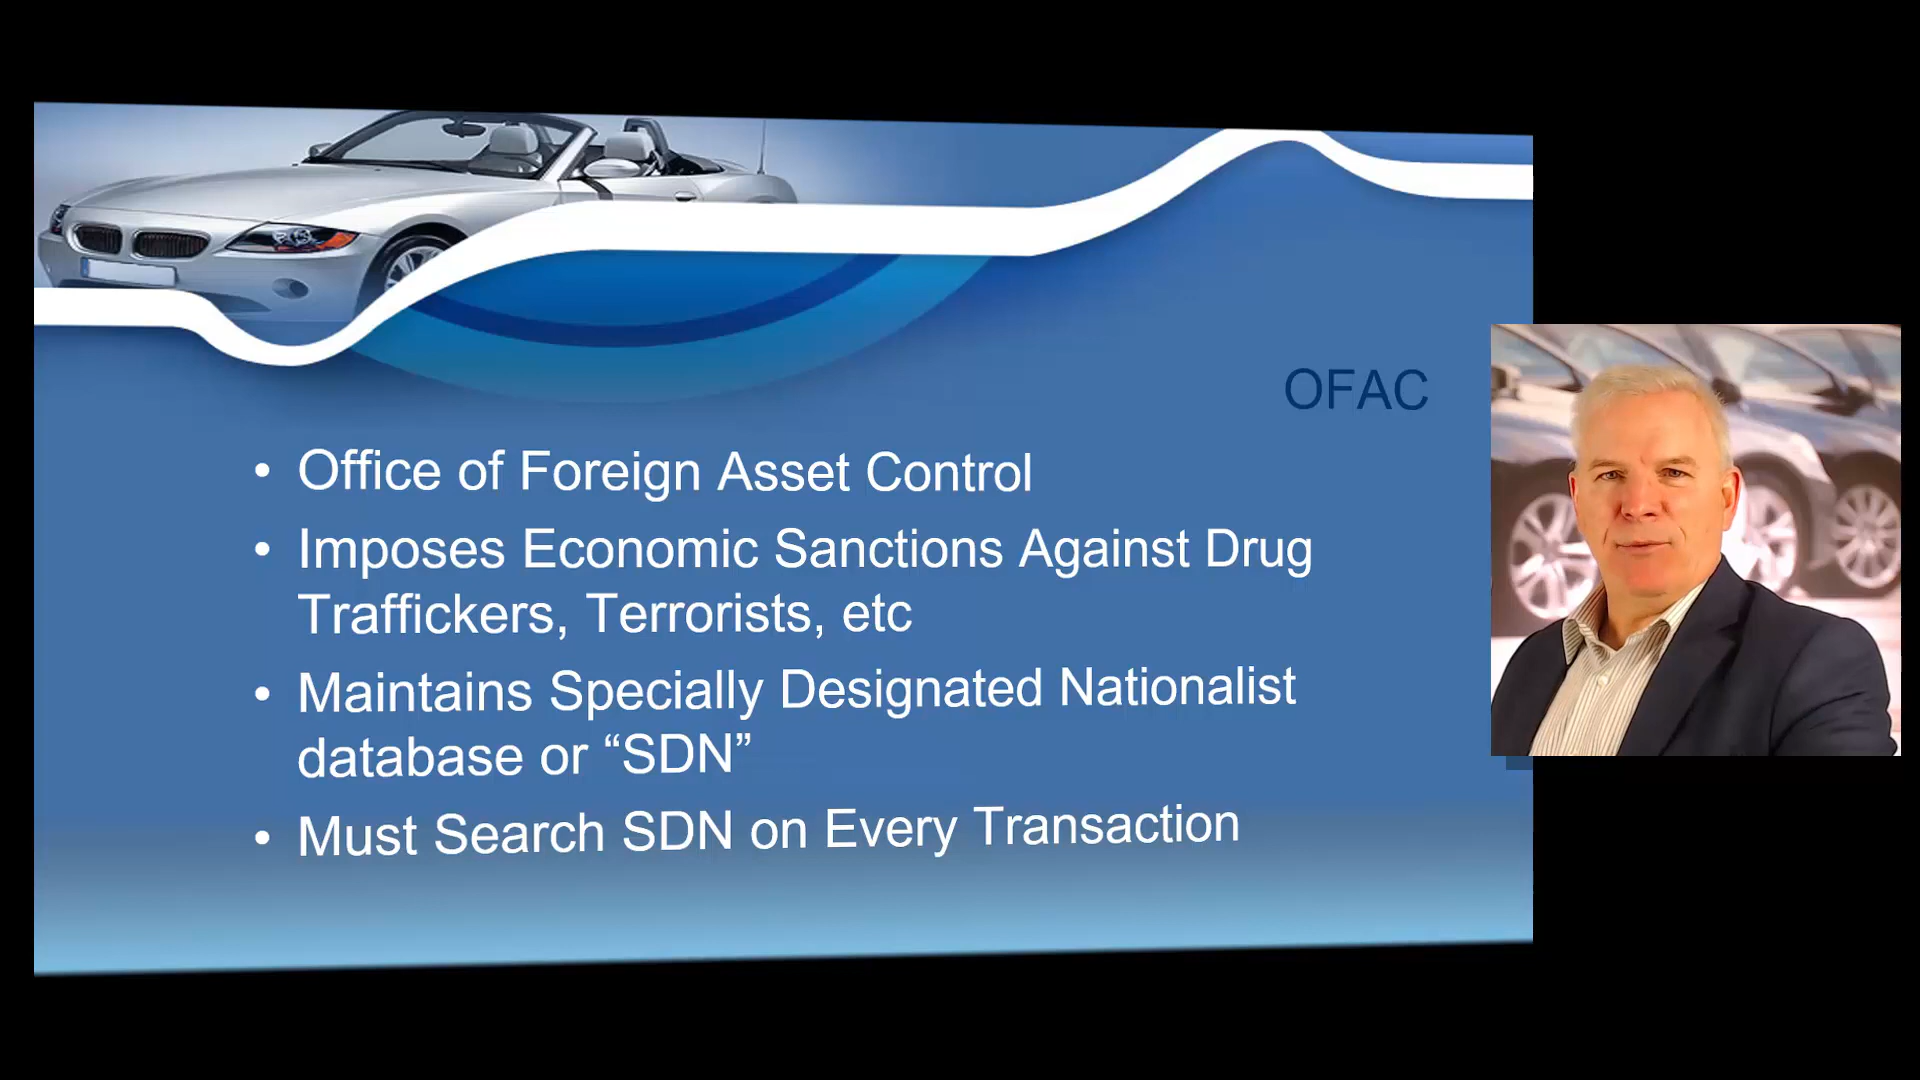 OFAC
• Office of Foreign Asset Control
• Imposes Economic Sanctions Against Drug
Traffickers, Terrorists, etc
• Maintains Specially Designated Nationalist
database or “SDN”
• Must Search SDN on Every Transaction